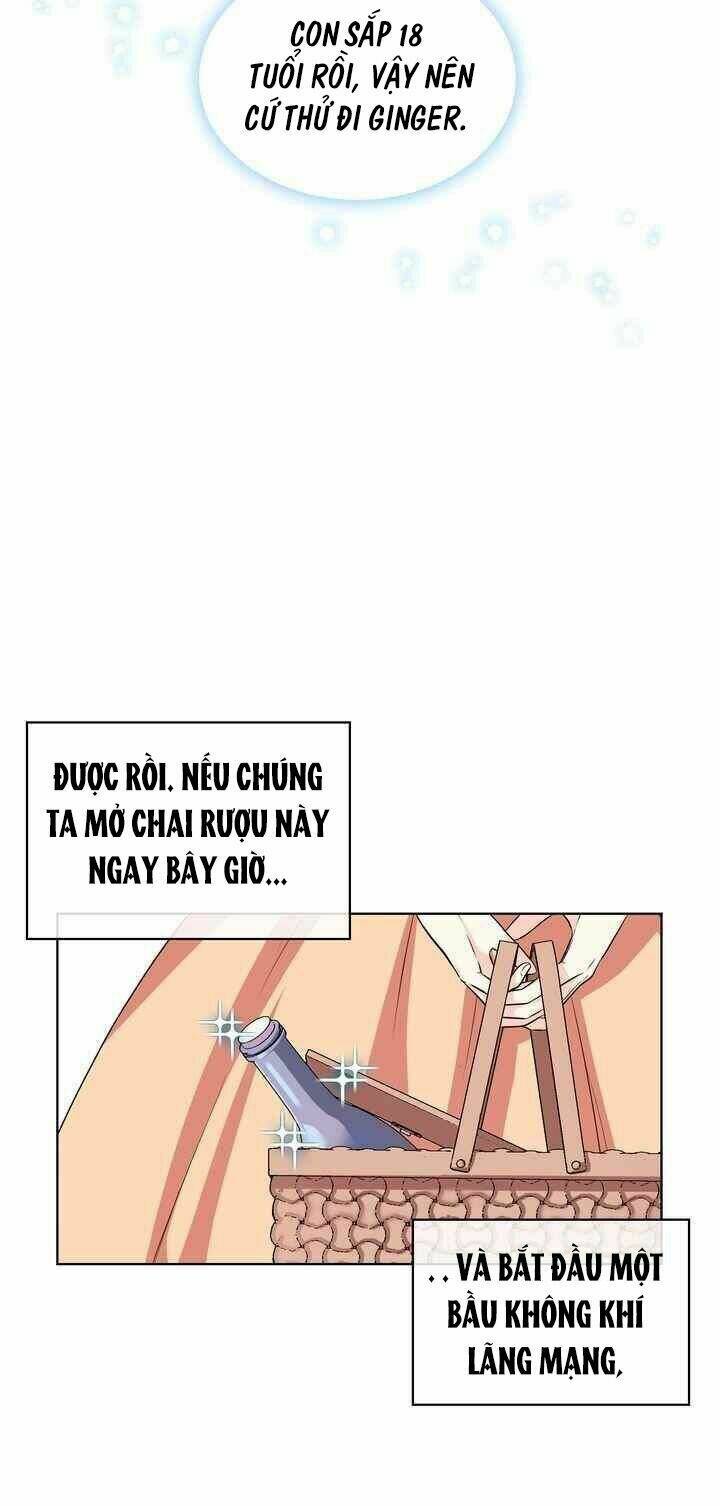 CON SẮP 18
TUỔI RỒI, VẬY NÊN
CỨ THỬ ĐI GINGER.
ĐƯỢC RỒI. NẾU CHÚNG
TA MỞ CHAI RƯỢU NÀY
NGAY BÂY GIỜ...
. . VÀ BẮT ĐẦU MỘT
BẦU KHÔNG KHÍ
LÃNG MẠNG,